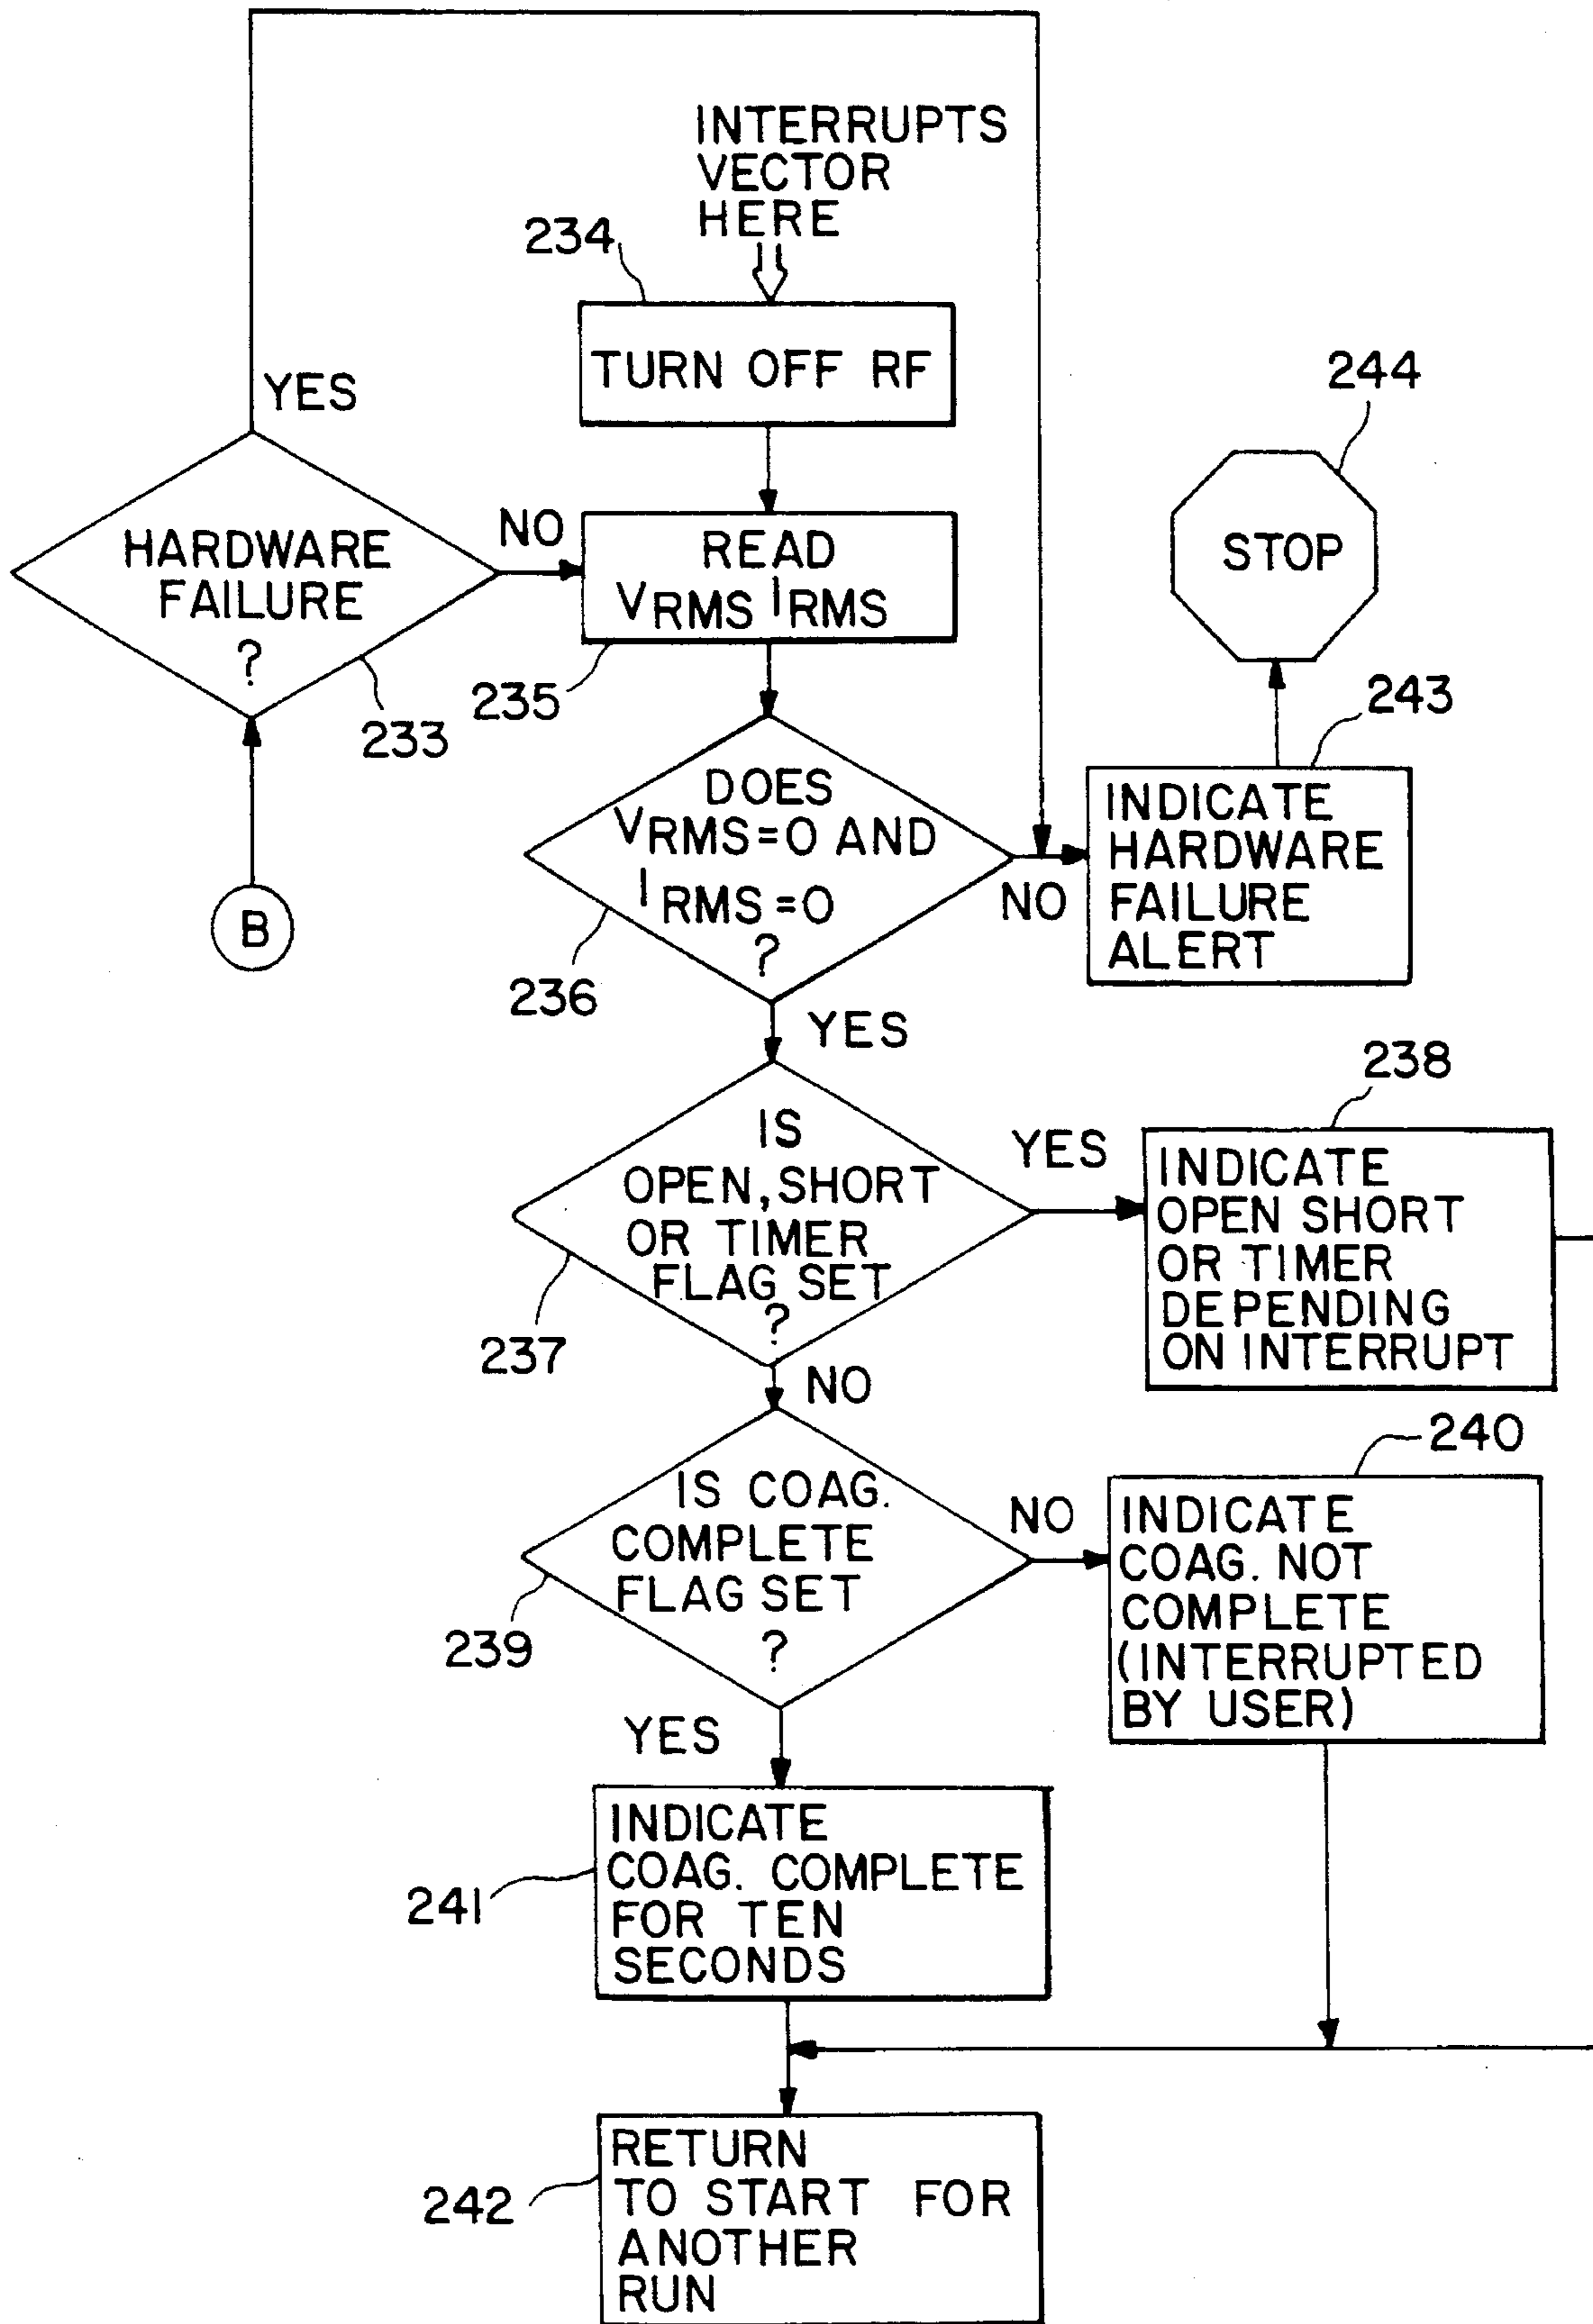 INTERRUPTS
VECTOR
HERE
234
TURN OFF RF
YES
244
STOP
HARDWARE
FAILURE
?
NO
READ
VRMS IRMS
235
233
243
DOES
VRMS=0 AND
IRMS=0
?
NO
INDICATE
HARDWARE
FAILURE
ALERT
B
236
YES
238
IS
OPEN, SHORT
OR TIMER
FLAG SET
?
YES
INDICATE
OPEN SHORT
OR TIMER
DEPENDING
ON INTERRUPT
237
NO
240
IS COAG.
COMPLETE
FLAG SET
?
NO
INDICATE
COAG. NOT
COMPLETE
(INTERRUPTED
BY USER)
239
YES
INDICATE
COAG. COMPLETE
FOR TEN
SECONDS
241
RETURN
TO START FOR
ANOTHER
RUN
242